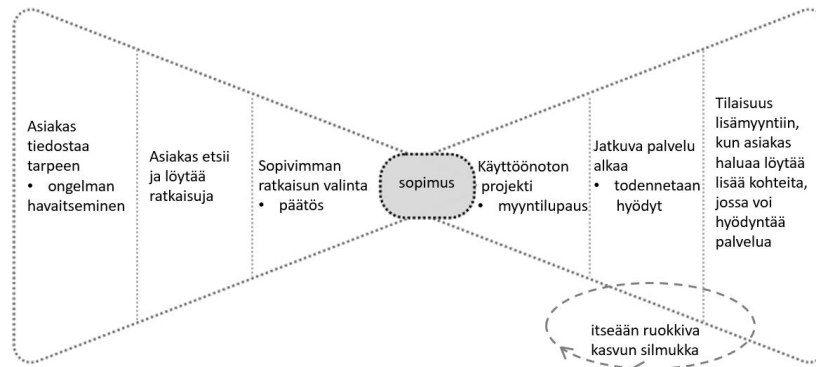 Asiakas
tiedostaa
tarpeen
• ongelman
havaitseminen
Asiakas etsii
ja löytää
ratkaisuja
Sopivimman
ratkaisun valinta
• päätös
sopimus
Käyttöönoton
projekti
• myyntilupaus
Jatkuva palvelu
alkaa
• todennetaan
hyödyt
Tilaisuus
lisämyyntiin,
kun asiakas
haluaa löytää
lisää kohteita,
jossa voi
hyödyntää
palvelua
itseään ruokkiva
kasvun silmukka